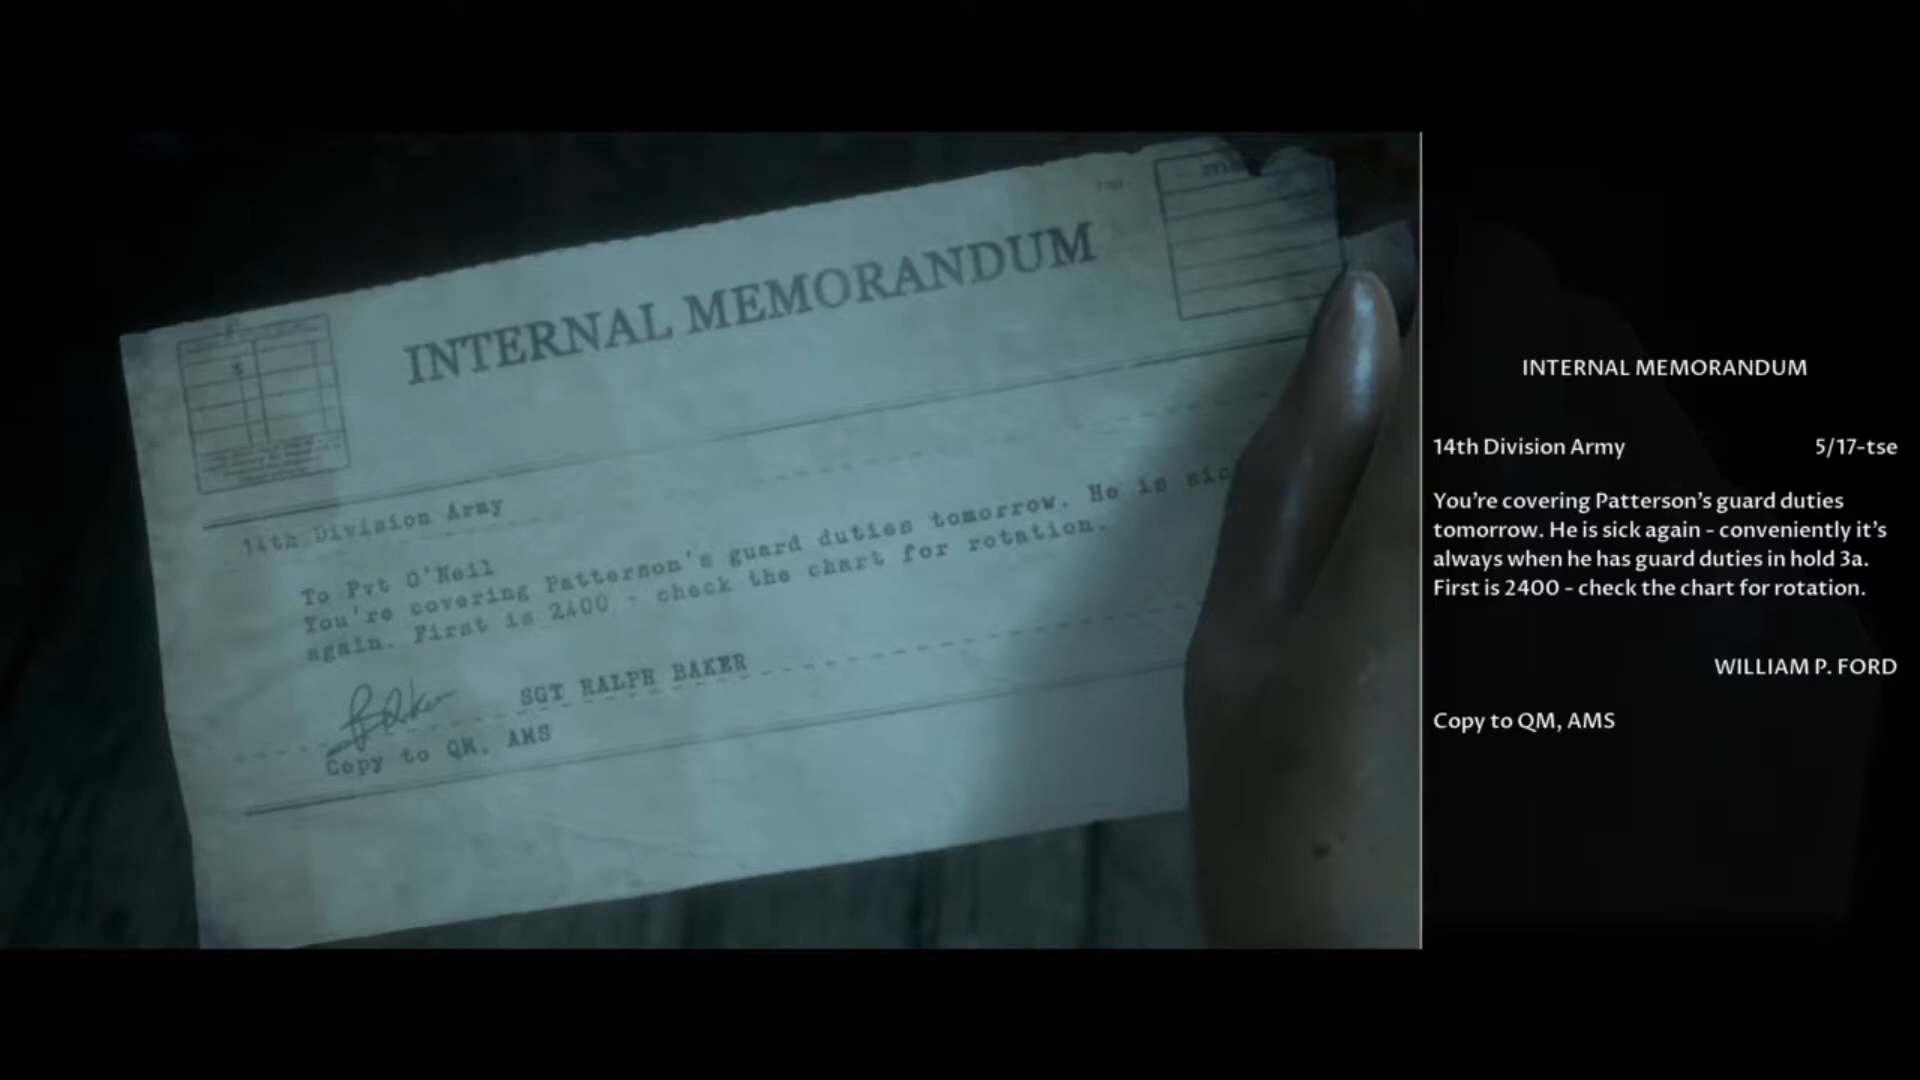 INTERNAL MEMORANDUM
14th Division Army
To Pvt O'Neil
You're covering Patterson's guard duties tomorrow. He is
again. First is 2400 - check the chart for rotation.
SGT RALPH BAKER
Copy to QM, AMS
INTERNAL MEMORANDUM
14th Division Army 5/17-tse
You're covering Patterson's guard duties
tomorrow. He is sick again - conveniently it's
always when he has guard duties in hold 3a.
First is 2400 - check the chart for rotation.
WILLIAM P. FORD
Copy to QM, AMS